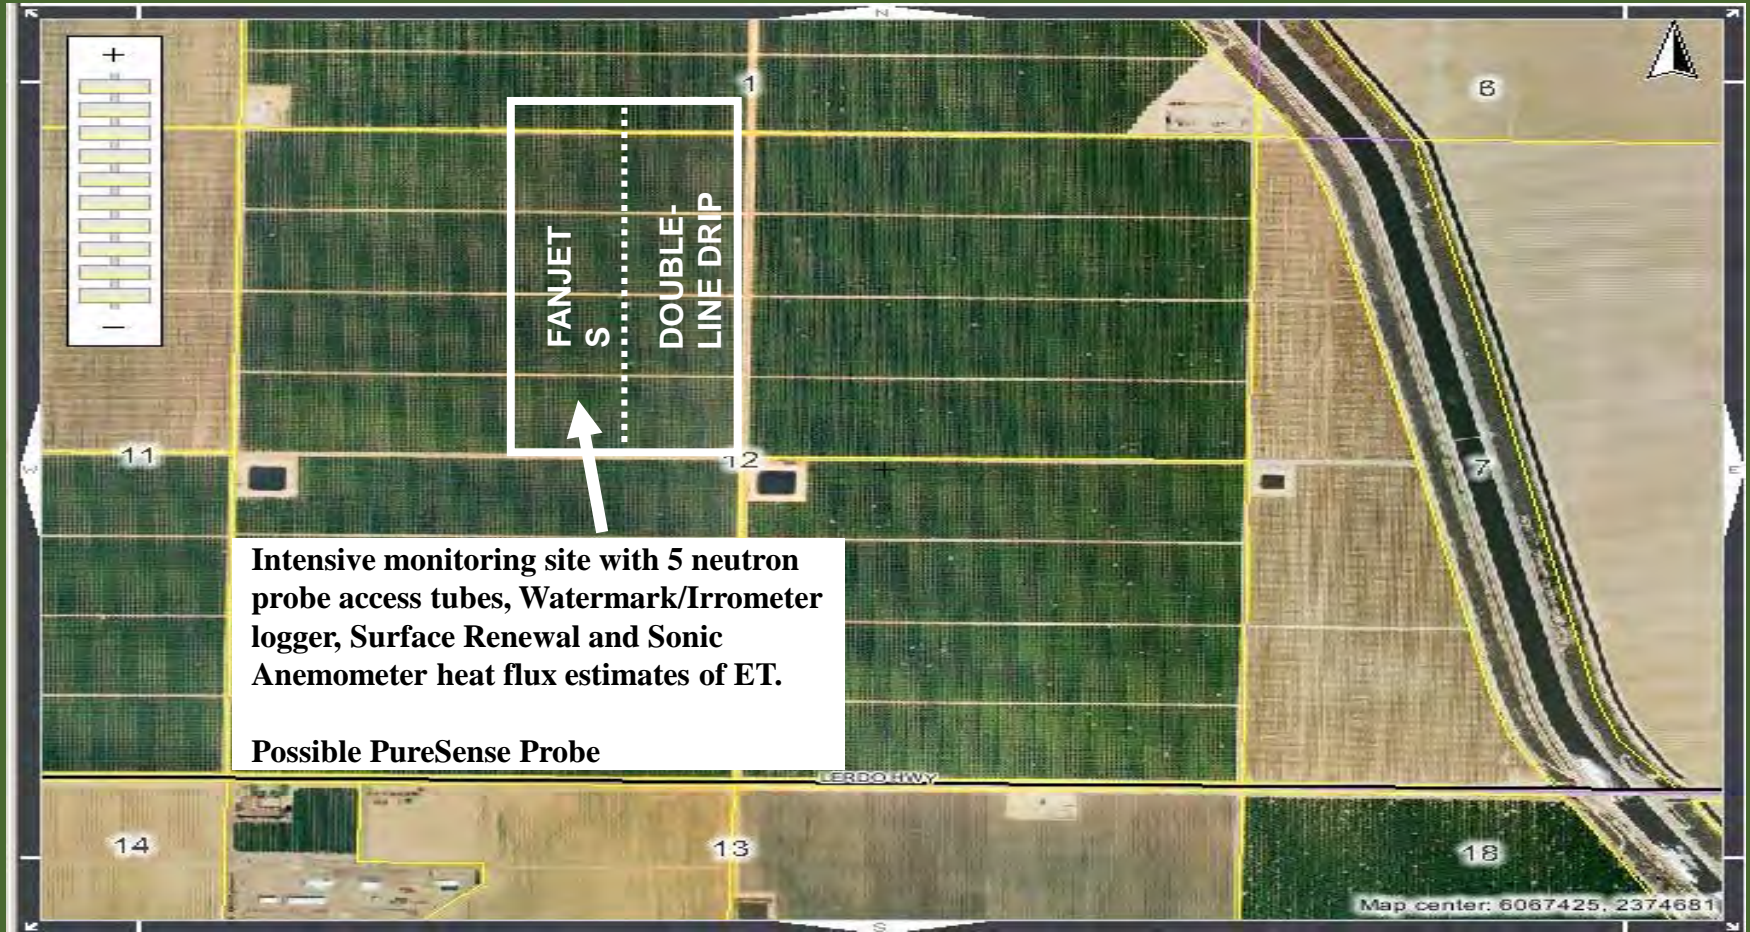 N
+
1
6
FANJET
S
DOUBLE-
LINE DRIP
−
11
12
7
W
E
Intensive monitoring site with 5 neutron
probe access tubes, Watermark/Irrometer
logger, Surface Renewal and Sonic
Anemometer heat flux estimates of ET.
Possible PureSense Probe
LERDO HWY
14
13
18
Map center: 6067425, 2374681
S